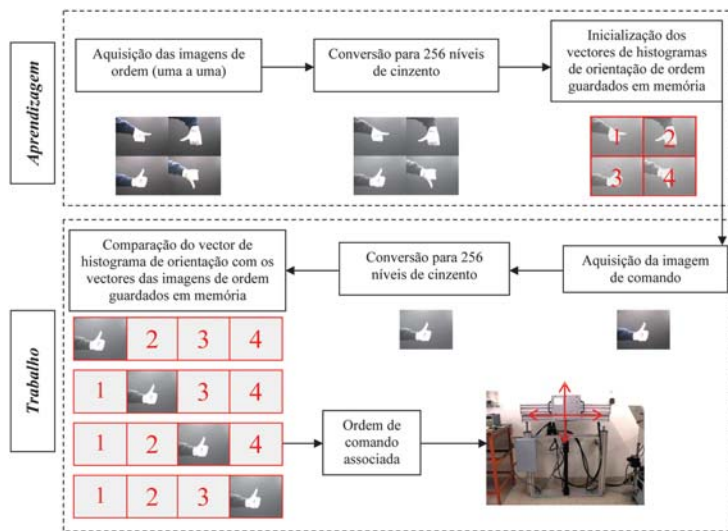 Aprendizagem
Aquisição das imagens de
ordem (uma a uma)
Conversão para 256 níveis
de cinzento
Inicialização dos
vectores de histogramas
de orientação de ordem
guardados em memória
1 2
3 4
Trabalho
Comparação do vector de
histograma de orientação com os
vectores das imagens de ordem
guardados em memória
Conversão para 256
níveis de cinzento
Aquisição da imagem
de comando
2 3 4
1 3 4
1 2 4
1 2 3
Ordem de
comando
associada